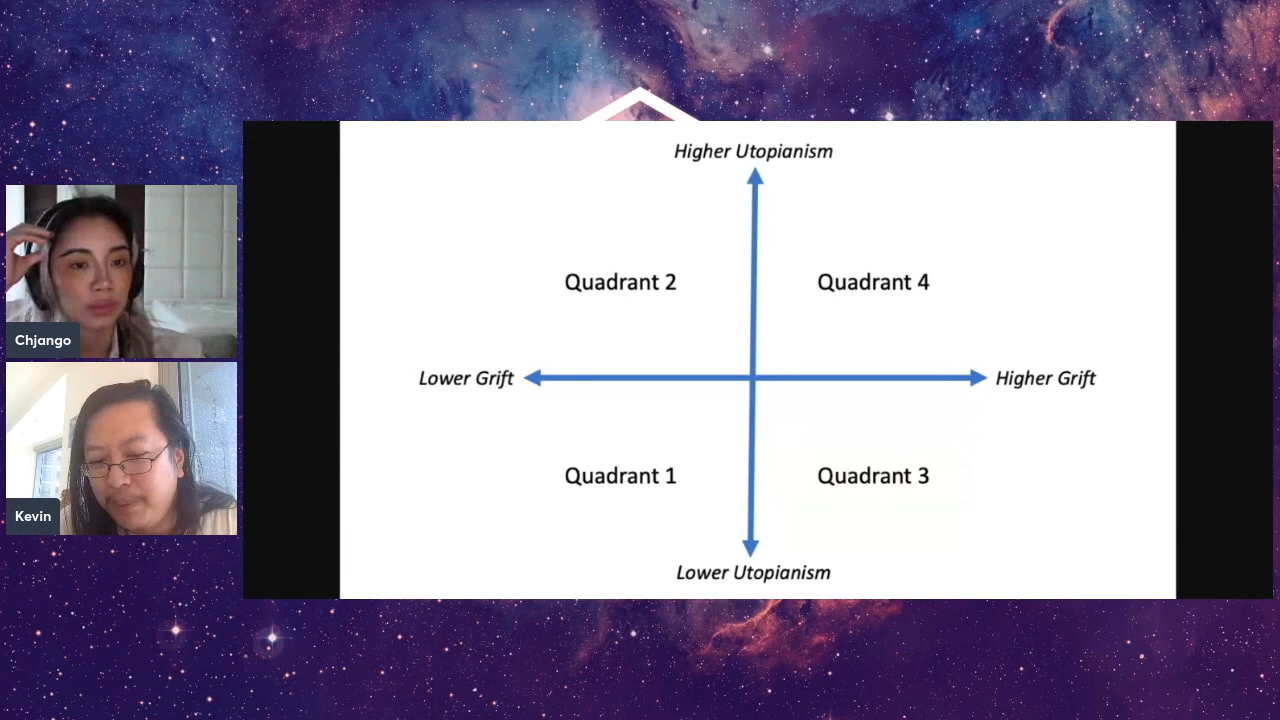 Higher Utopianism
Quadrant 2
Quadrant 4
Chjango
Lower Grift
Higher Grift
Quadrant 1
Quadrant 3
Kevin
Lower Utopianism